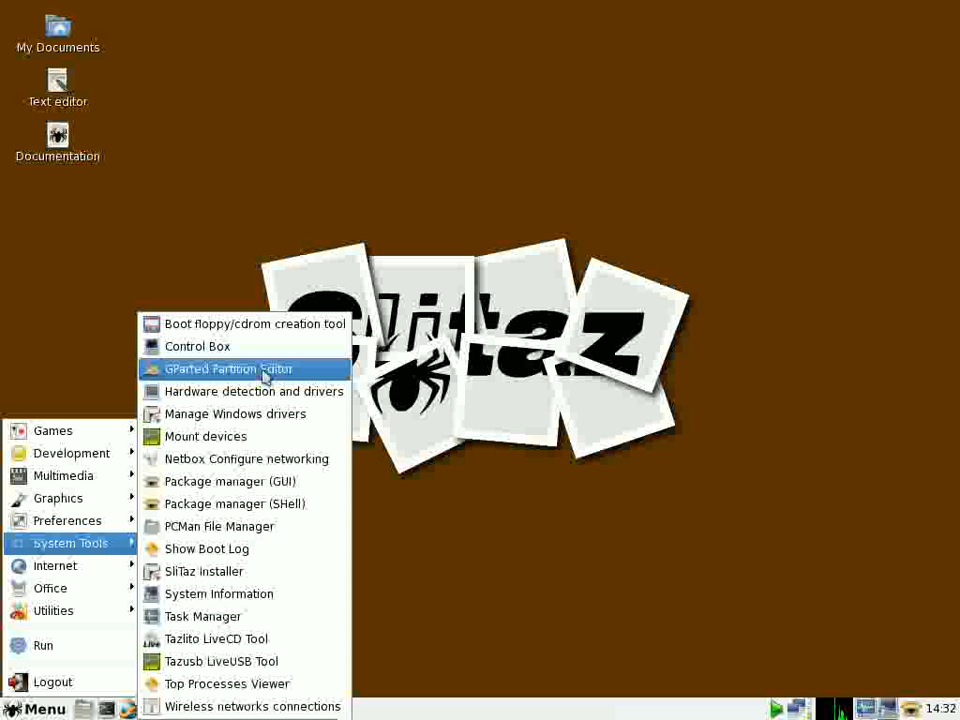 My Documents
Text editor
Documentation
Slitaz
Boot floppy/cdrom creation tool
Control Box
GParted Partition Editor
Hardware detection and drivers
Manage Windows drivers
Mount devices
Netbox Configure networking
Package manager (GUI)
Package manager (SHell)
PCMan File Manager
Show Boot Log
SliTaz Installer
System Information
Task Manager
Tazlito LiveCD Tool
Tazusb LiveUSB Tool
Top Processes Viewer
Wireless networks connections
Games
Development
Multimedia
Graphics
Preferences
System Tools
Internet
Office
Utilities
Run
Logout
Menu
14:32